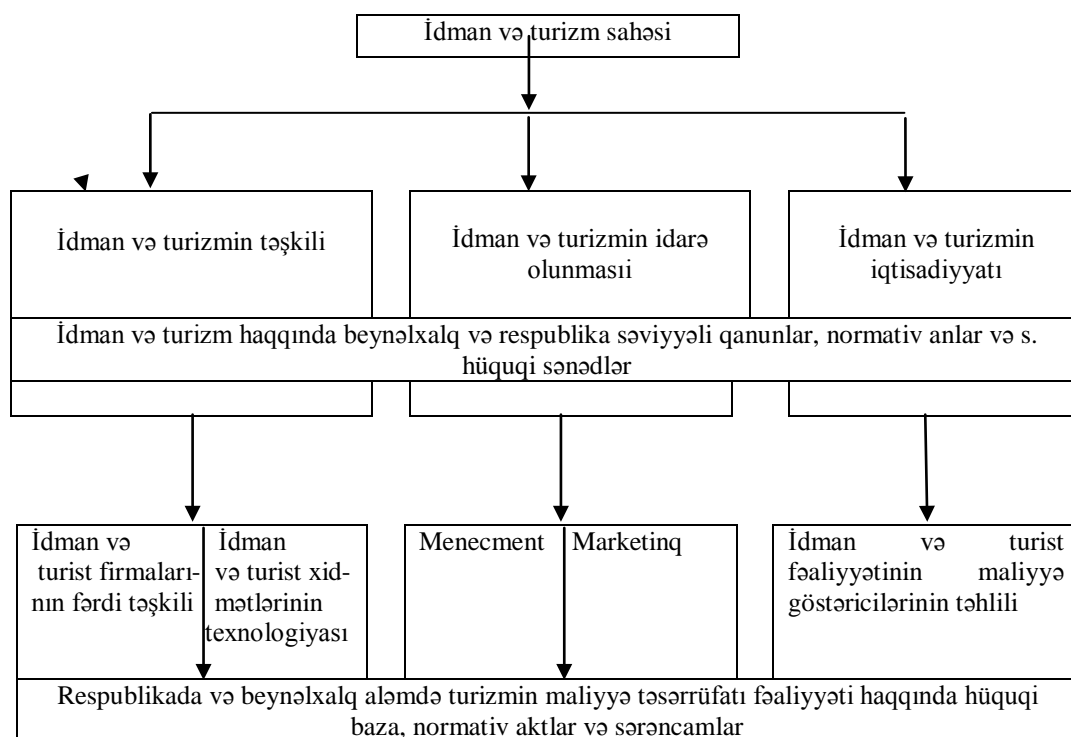 İdman və turizm sahəsi
İdman və turizmin təşkili
İdman və turizmin idarə
olunmasıi
İdman və turizmin
iqtisadiyyatı
İdman və turizm haqqında beynəlxalq və respublika səviyyəli qanunlar, normativ anlar və s.
hüquqi sənədlər
İdman və
turist firmaları-
nın fərdi təşkili
İdman
və turist xid-
mətlərinin
texnologiyası
Menecment
Marketinq
İdman və turist
fəaliyyətinin maliyyə
göstəricilərinin təhlili
Respublikada və beynəlxalq aləmdə turizmin maliyyə təsərrüfatı fəaliyyəti haqqında hüquqi
baza, normativ aktlar və sərəncamlar